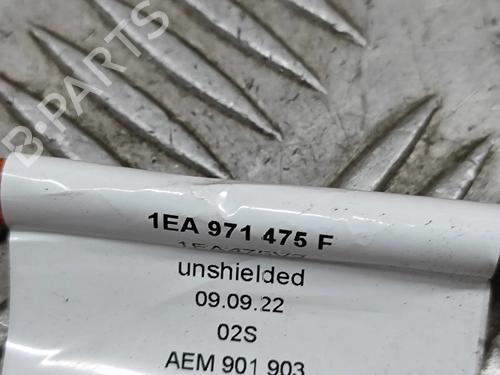 B-PARTS
1EA 971 475 F
unshielded
09.09.22
02S
AEM 901 903